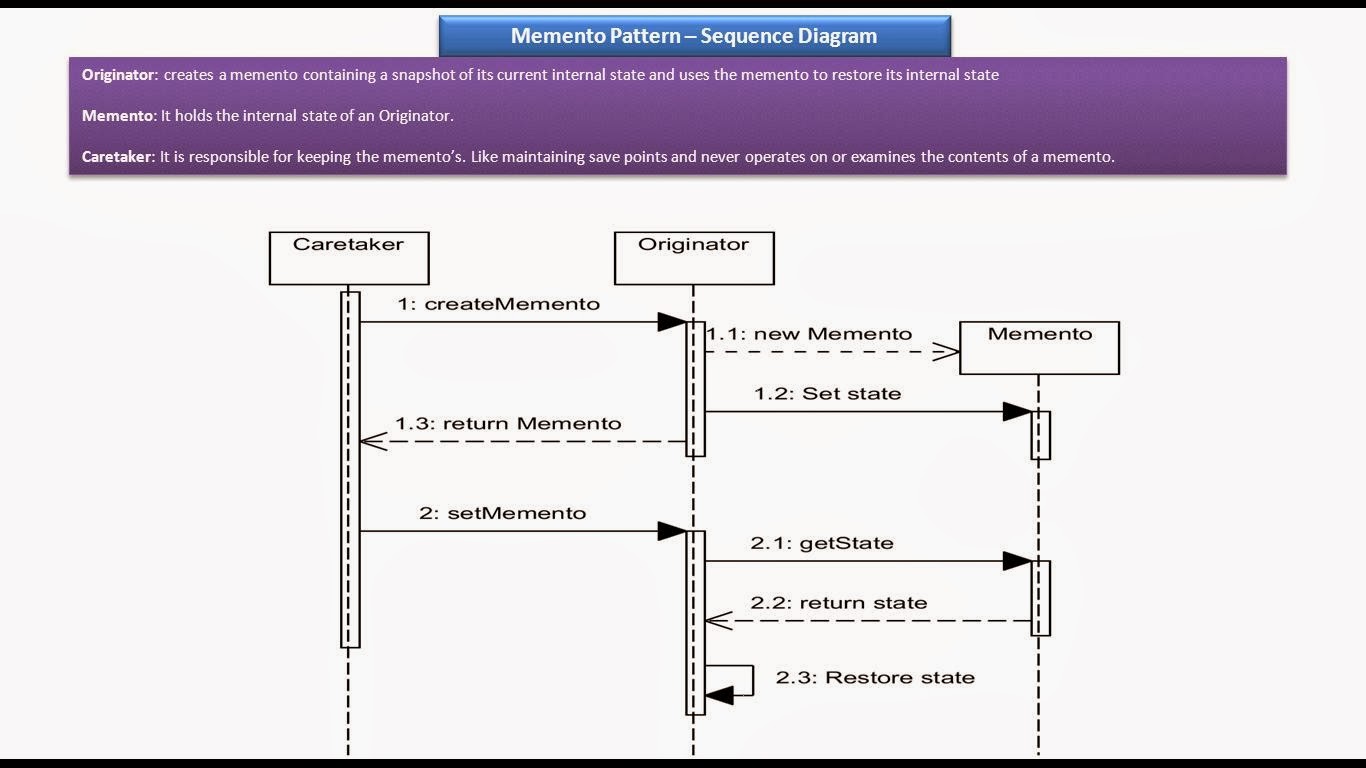 Memento Pattern – Sequence Diagram
Originator: creates a memento containing a snapshot of its current internal state and uses the memento to restore its internal state
Memento: It holds the internal state of an Originator.
Caretaker: It is responsible for keeping the memento’s. Like maintaining save points and never operates on or examines the contents of a memento.
Caretaker
Originator
1: createMemento
1.1: new Memento
Memento
1.2: Set state
1.3: return Memento
2: setMemento
2.1: getState
2.2: return state
2.3: Restore state